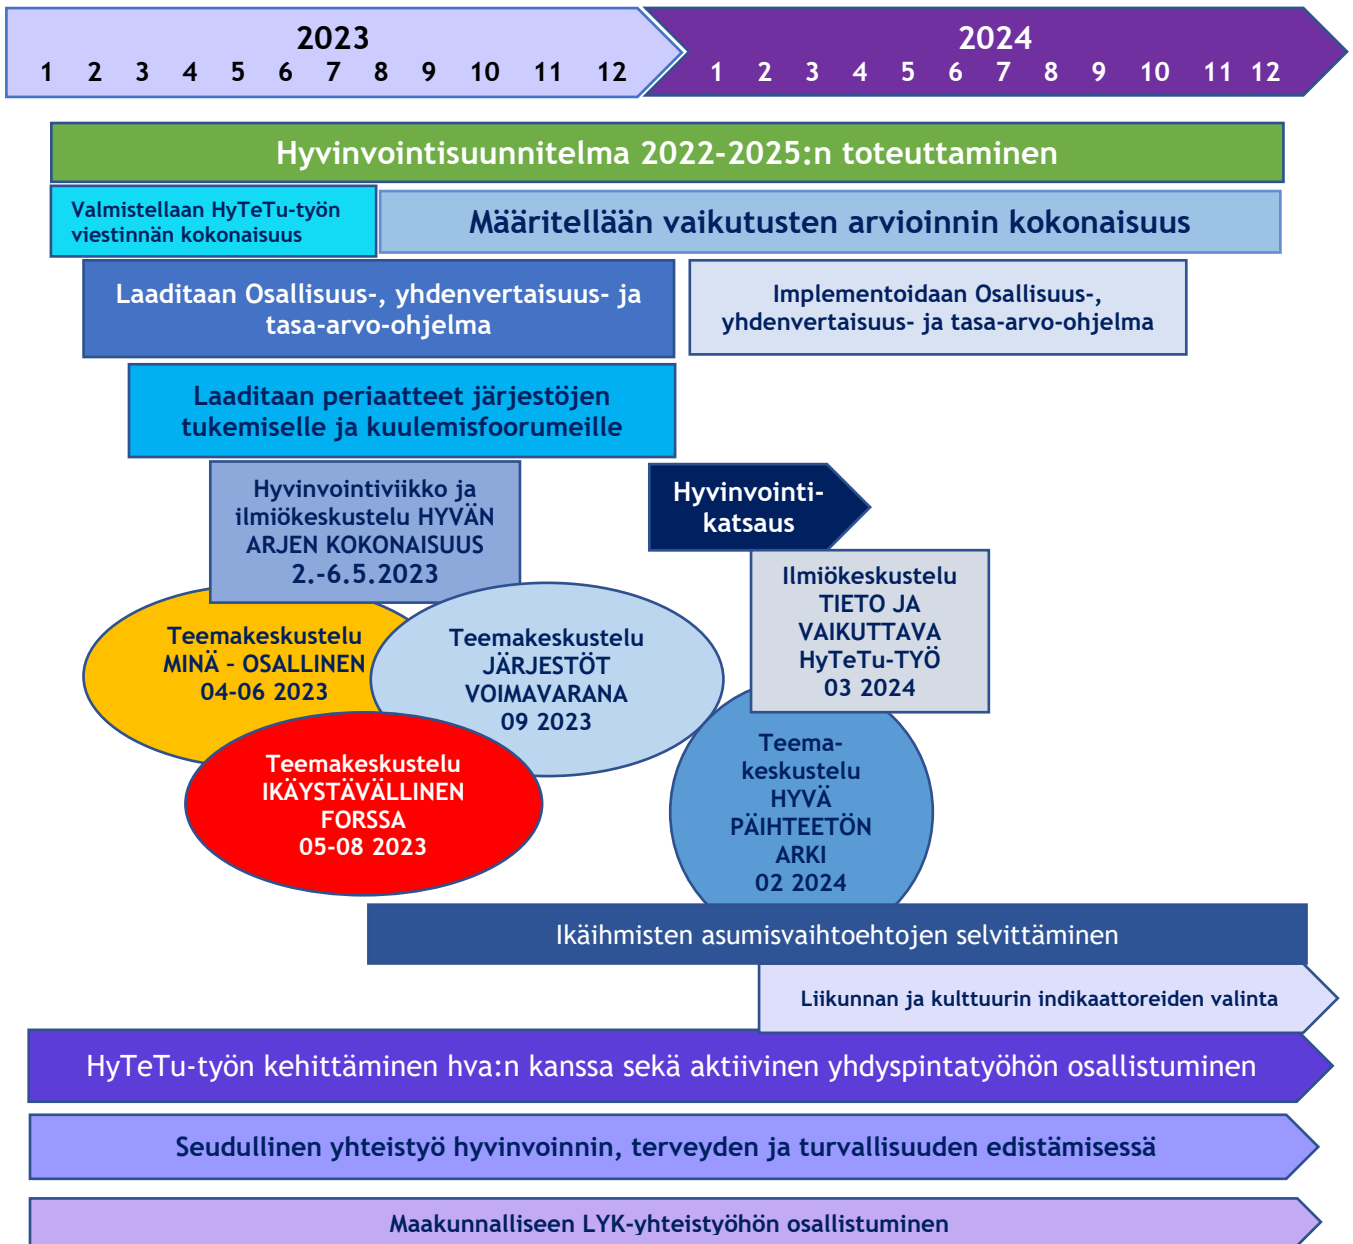 2023
1 2 3 4 5 6 7 8 9 10 11 12
2024
1 2 3 4 5 6 7 8 9 10 11 12
Hyvinvointisuunnitelma 2022-2025:n toteuttaminen
Valmistellaan HyTeTu-työn
viestinnän kokonaisuus
Määritellään vaikutusten arvioinnin kokonaisuus
Laaditaan Osallisuus-, yhdenvertaisuus- ja
tasa-arvo-ohjelma
Implementoidaan Osallisuus-,
yhdenvertaisuus- ja tasa-arvo-ohjelma
Laaditaan periaatteet järjestöjen
tukemiselle ja kuulemisfoorumeille
Hyvinvointiviikko ja
ilmiökeskustelu HYVÄN
ARJEN KOKONAISUUS
2.-6.5.2023
Hyvinvointi-
katsaus
Ilmiökeskustelu
TIETO JA
VAIKUTTAVA
HyTeTu-TYÖ
03 2024
Teemakeskustelu
MINÄ – OSALLINEN
04-06 2023
Teemakeskustelu
JÄRJESTÖT
VOIMAVARANA
09 2023
Teemakeskustelu
IKÄYSTÄVÄLLINEN
FORSSA
05-08 2023
Teema-
keskustelu
HYVÄ
PÄIHTEETÖN
ARKI
02 2024
Ikäihmisten asumisvaihtoehtojen selvittäminen
Liikunnan ja kulttuurin indikaattoreiden valinta
HyTeTu-työn kehittäminen hva:n kanssa sekä aktiivinen yhdyspintatyöhön osallistuminen
Seudullinen yhteistyö hyvinvoinnin, terveyden ja turvallisuuden edistämisessä
Maakunnalliseen LYK-yhteistyöhön osallistuminen